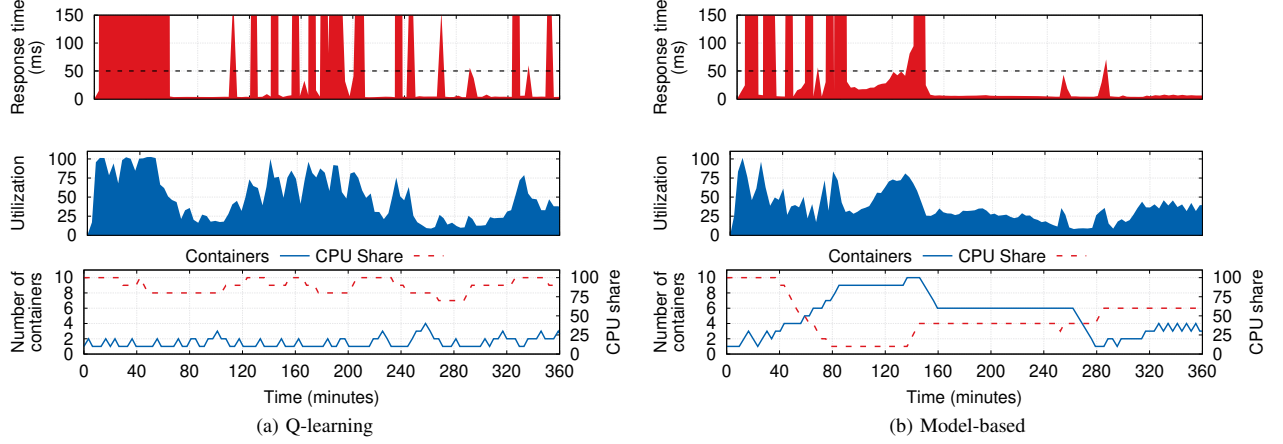 Response time
(ms)
150
100
50
0
Utilization
100
75
50
25
0
Containers CPU Share
Number of
containers
10
8
6
4
2
0
100
75
50
25
0
CPU share
0 40 80 120 160 200 240 280 320 360
Time (minutes)
(a) Q-learning
Response time
(ms)
150
100
50
0
Utilization
100
75
50
25
0
Containers CPU Share
Number of
containers
10
8
6
4
2
0
100
75
50
25
0
CPU share
0 40 80 120 160 200 240 280 320 360
Time (minutes)
(b) Model-based